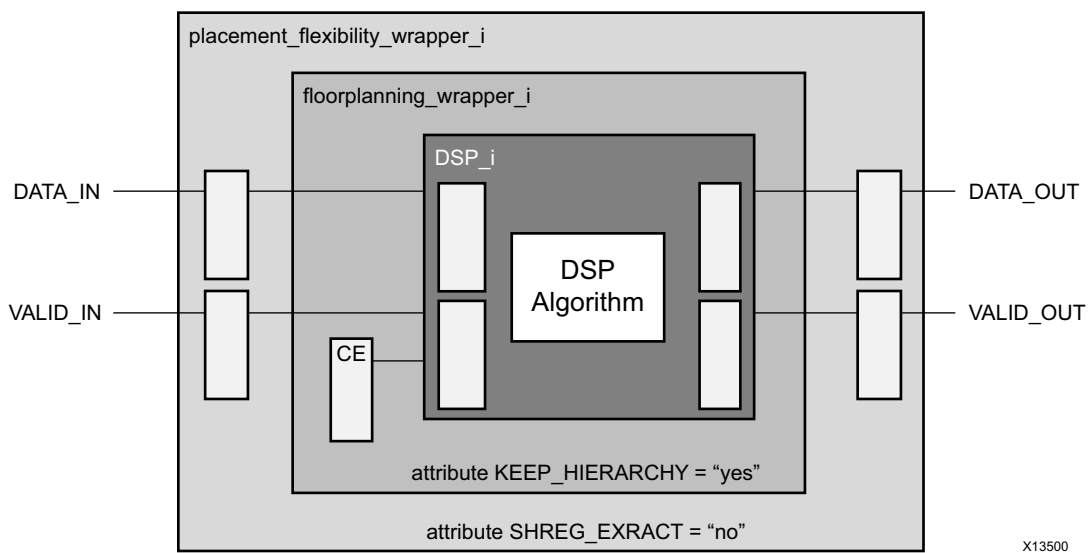 placement_flexibility_wrapper_i
floorplanning_wrapper_i
DSP_i
DATA_IN
DATA_OUT
DSP
Algorithm
VALID_IN
VALID_OUT
CE
attribute KEEP_HIERARCHY = “yes”
attribute SHREG_EXRACT = “no”
X13500